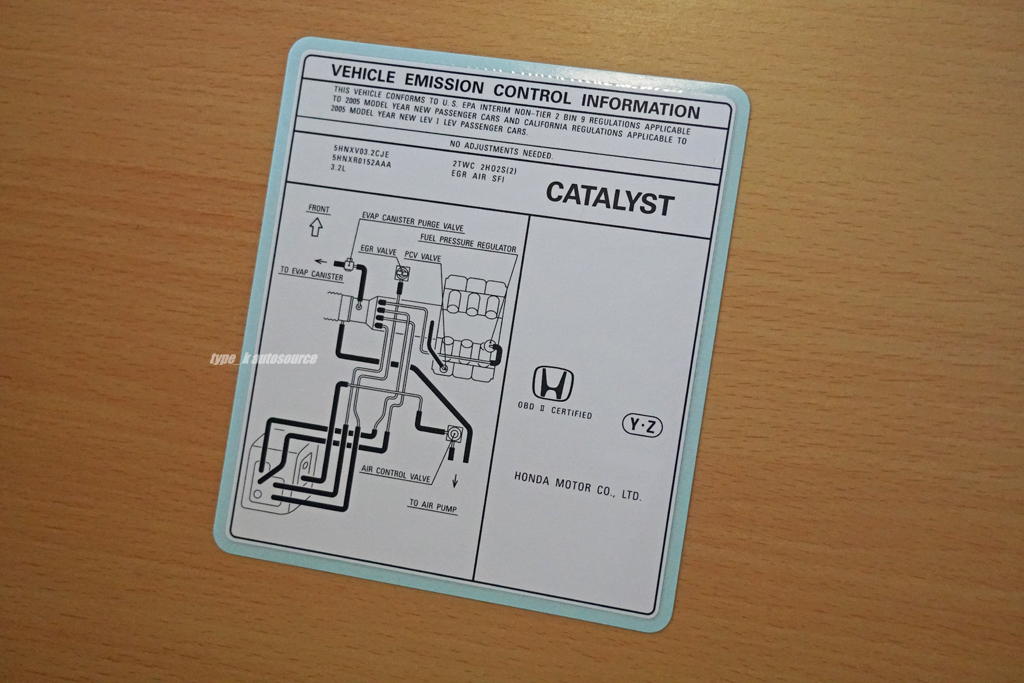 VEHICLE EMISSION CONTROL INFORMATION
THIS VEHICLE CONFORMS TO U.S. EPA INTERIM NON-TIER 2 BIN 9 REGULATIONS APPLICABLE
TO 2005 MODEL YEAR NEW PASSENGER CARS AND CALIFORNIA REGULATIONS APPLICABLE TO
2005 MODEL YEAR NEW LEV I LEV PASSENGER CARS.
NO ADJUSTMENTS NEEDED.
5HNXV03.2CJE
5HNXR0152AAA
3.2L
2TWC 2HO2S(2)
EGR AIR SFI
CATALYST
FRONT
EVAP CANISTER PURGE VALVE
FUEL PRESSURE REGULATOR
EGR VALVE
PCV VALVE
TO EVAP CANISTER
type_k autosource
AIR CONTROL VALVE
TO AIR PUMP
OBD II CERTIFIED
Y·Z
HONDA MOTOR CO., LTD.